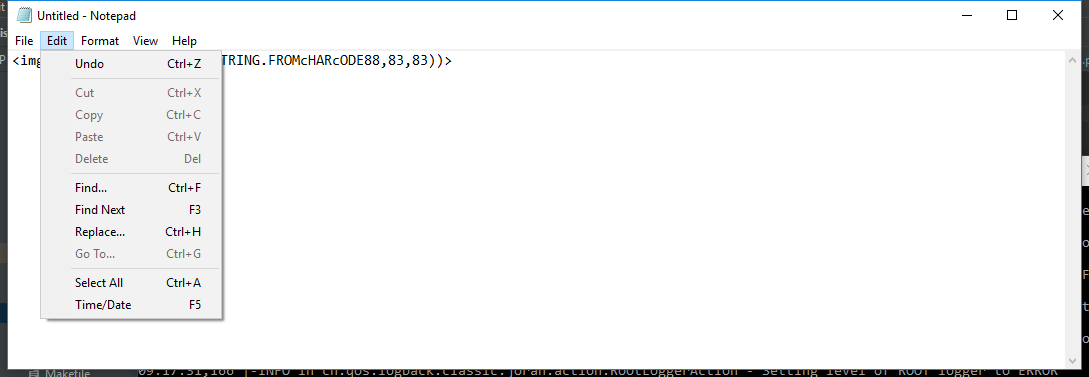 Untitled - Notepad
File Edit Format View Help
<img TRING.FROMcHARcODE88,83,83))>
Undo Ctrl+Z
Cut Ctrl+X
Copy Ctrl+C
Paste Ctrl+V
Delete Del
Find... Ctrl+F
Find Next F3
Replace... Ctrl+H
Go To... Ctrl+G
Select All Ctrl+A
Time/Date F5
Makefile
09:17:31,166 |-INFO in ch.qos.logback.classic.joran.action.RootLoggerAction - Setting level of ROOT logger to ERROR